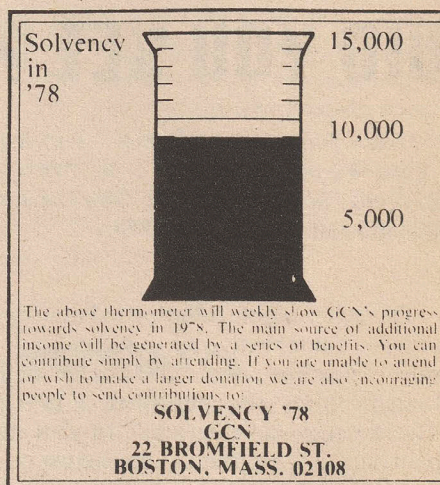 Solvency
in
'78
15,000
10,000
5,000
The above thermometer will weekly show GCN's progress
towards solvency in 1978. The main source of additional
income will be generated by a series of benefits. You can
contribute simply by attending. If you are unable to attend
or wish to make a larger donation we are also encouraging
people to send contributions to:
SOLVENCY '78
GCN
22 BROMFIELD ST.
BOSTON, MASS. 02108